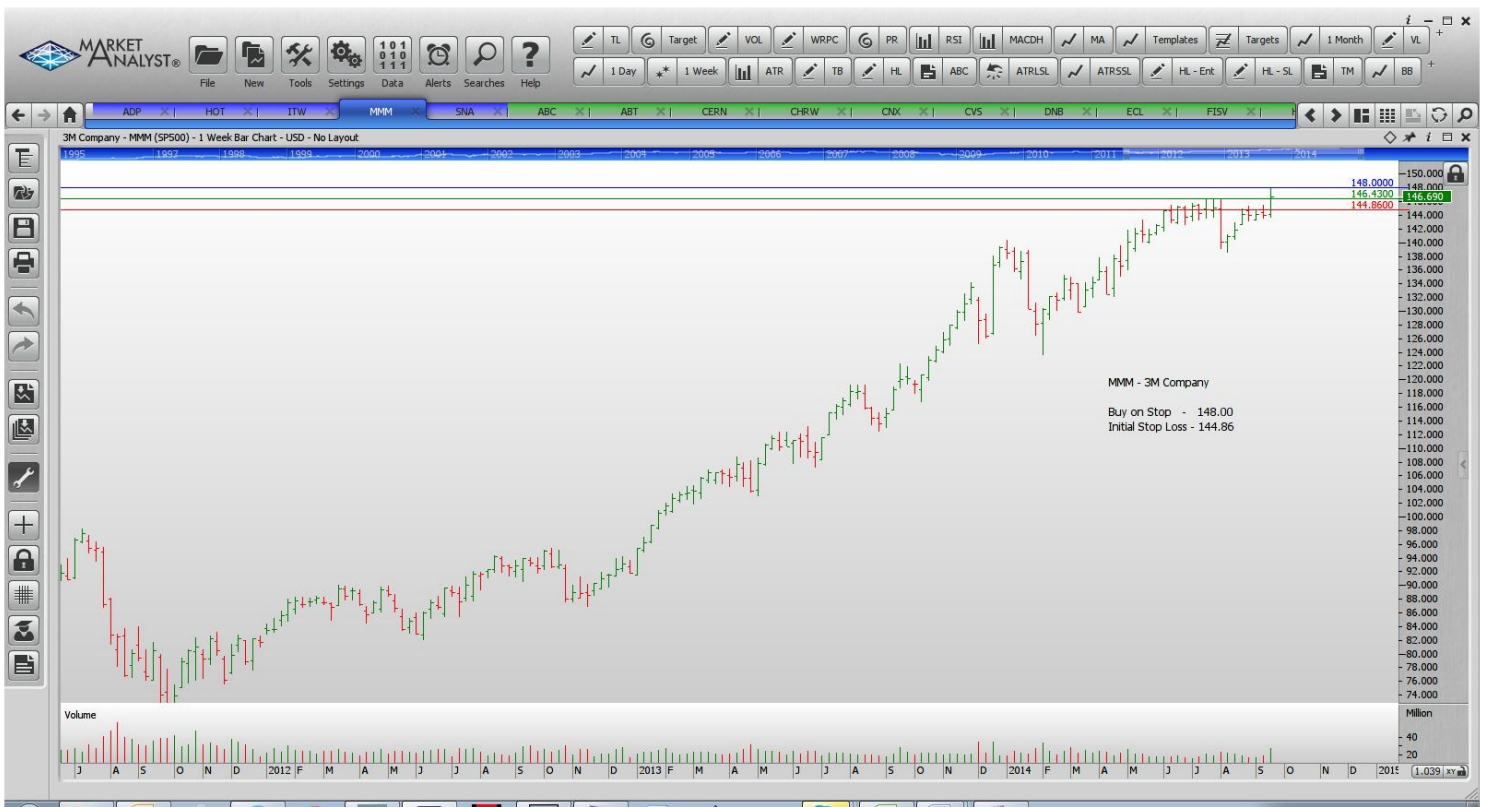 i
MARKET ANALYST®
File New Tools Settings Data Alerts Searches Help
TL Target VOL WRPC PR RSI MACDH MA Templates Targets 1 Month VL
1 Day 1 Week ATR TB HL ABC ATRLSL ATRSSL HL - Ent HL - SL TM BB
ADP HOT ITW MMM SNA ABC ABT CERN CHRW CNX CVS DNB ECL FISV
3M Company - MMM (SP500) - 1 Week Bar Chart - USD - No Layout
1995 1997 1998 1999 2000 2001 2002 2003 2004 2005 2006 2007 2008 2009 2010 2011 2012 2013 2014
150.000
148.0000 148.000
146.4300 146.690
144.8600
144.000
142.000
140.000
138.000
136.000
134.000
132.000
130.000
128.000
126.000
124.000
122.000
120.000
118.000
116.000
114.000
112.000
110.000
108.000
106.000
104.000
102.000
100.000
98.000
96.000
94.000
92.000
90.000
88.000
86.000
84.000
82.000
80.000
78.000
76.000
74.000
MMM - 3M Company
Buy on Stop - 148.00
Initial Stop Loss - 144.86
Volume
Million
40
20
J A S O N D 2012 F M A M J J A S O N D 2013 F M A M J J A S O N D 2014 F M A M J J A S O N D 2015
1.039 XY